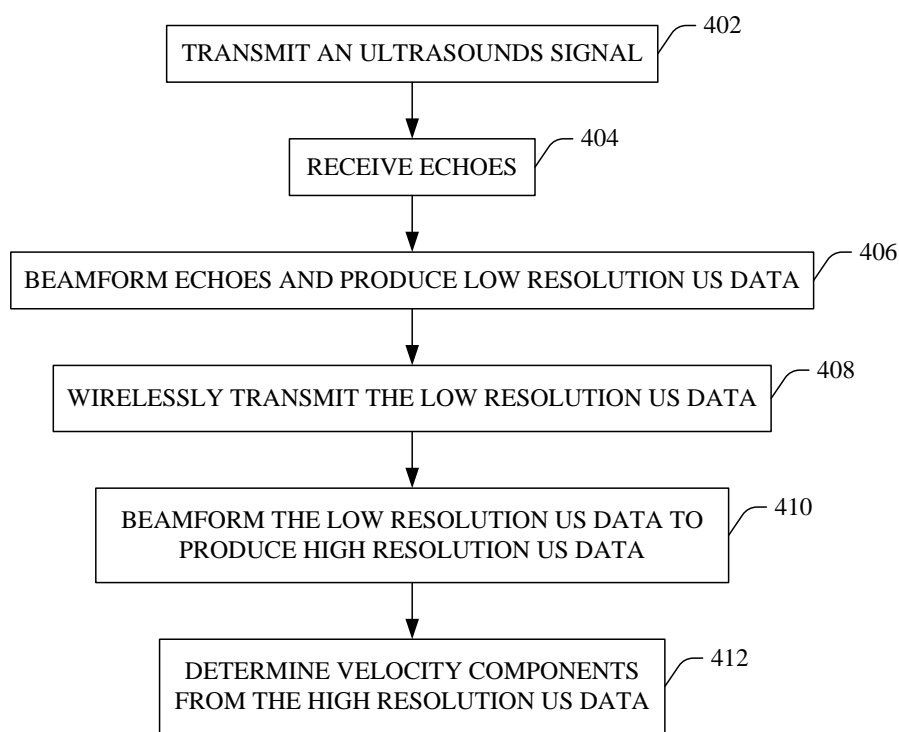 402
TRANSMIT AN ULTRASOUNDS SIGNAL
404
RECEIVE ECHOES
406
BEAMFORM ECHOES AND PRODUCE LOW RESOLUTION US DATA
408
WIRELESSLY TRANSMIT THE LOW RESOLUTION US DATA
410
BEAMFORM THE LOW RESOLUTION US DATA TO
PRODUCE HIGH RESOLUTION US DATA
412
DETERMINE VELOCITY COMPONENTS
FROM THE HIGH RESOLUTION US DATA